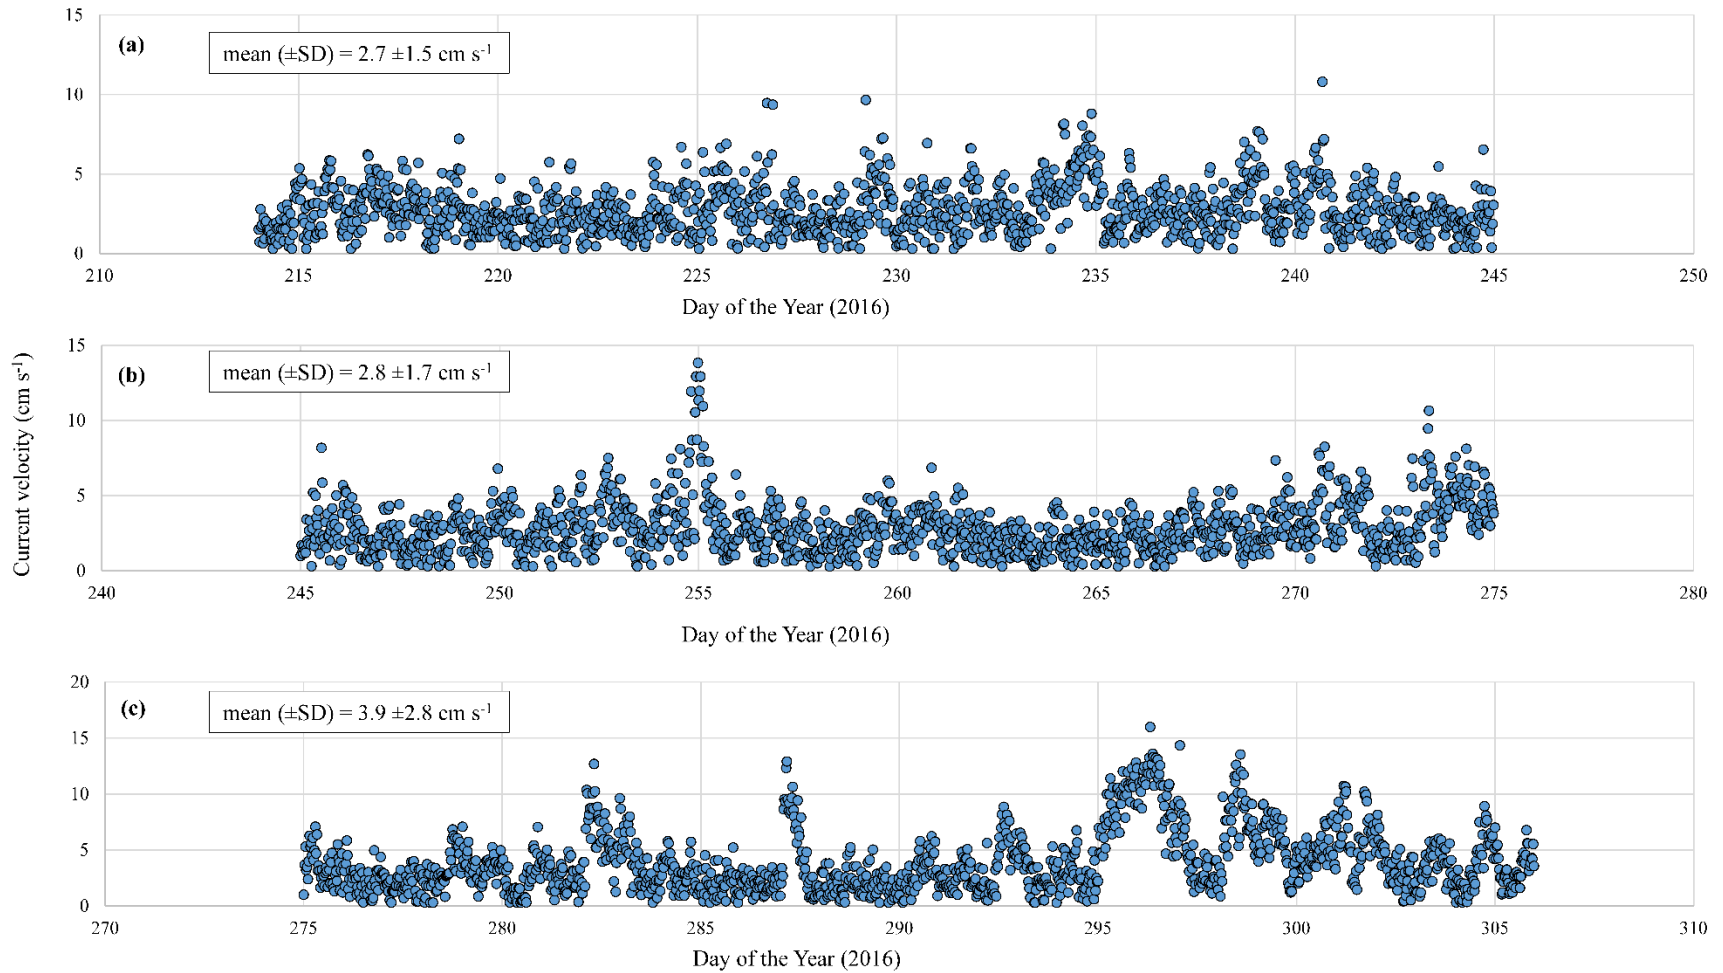 15
(a)
mean (±SD) = 2.7 ±1.5 cm s-1
10
5
0
210 215 220 225 230 235 240 245 250
Day of the Year (2016)
Current velocity (cm s-1)
15
(b)
mean (±SD) = 2.8 ±1.7 cm s-1
10
5
0
240 245 250 255 260 265 270 275 280
Day of the Year (2016)
20
(c)
mean (±SD) = 3.9 ±2.8 cm s-1
15
10
5
0
270 275 280 285 290 295 300 305 310
Day of the Year (2016)